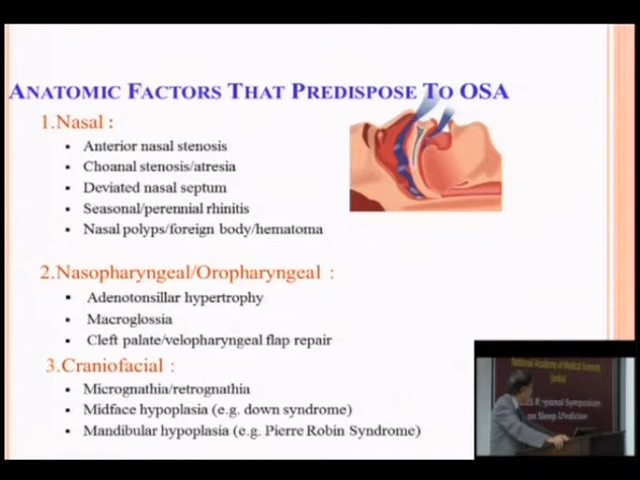 ANATOMIC FACTORS THAT PREDISPOSE TO OSA
1.Nasal :
▪ Anterior nasal stenosis
▪ Choanal stenosis/atresia
▪ Deviated nasal septum
▪ Seasonal/perennial rhinitis
▪ Nasal polyps/foreign body/hematoma
2.Nasopharyngeal/Oropharyngeal :
▪ Adenotonsillar hypertrophy
▪ Macroglossia
▪ Cleft palate/velopharyngeal flap repair
3.Craniofacial :
▪ Micrognathia/retrognathia
▪ Midface hypoplasia (e.g. down syndrome)
▪ Mandibular hypoplasia (e.g. Pierre Robin Syndrome)
National Academy of Medical Sciences
(India)
Regional Symposium
on Sleep Medicine